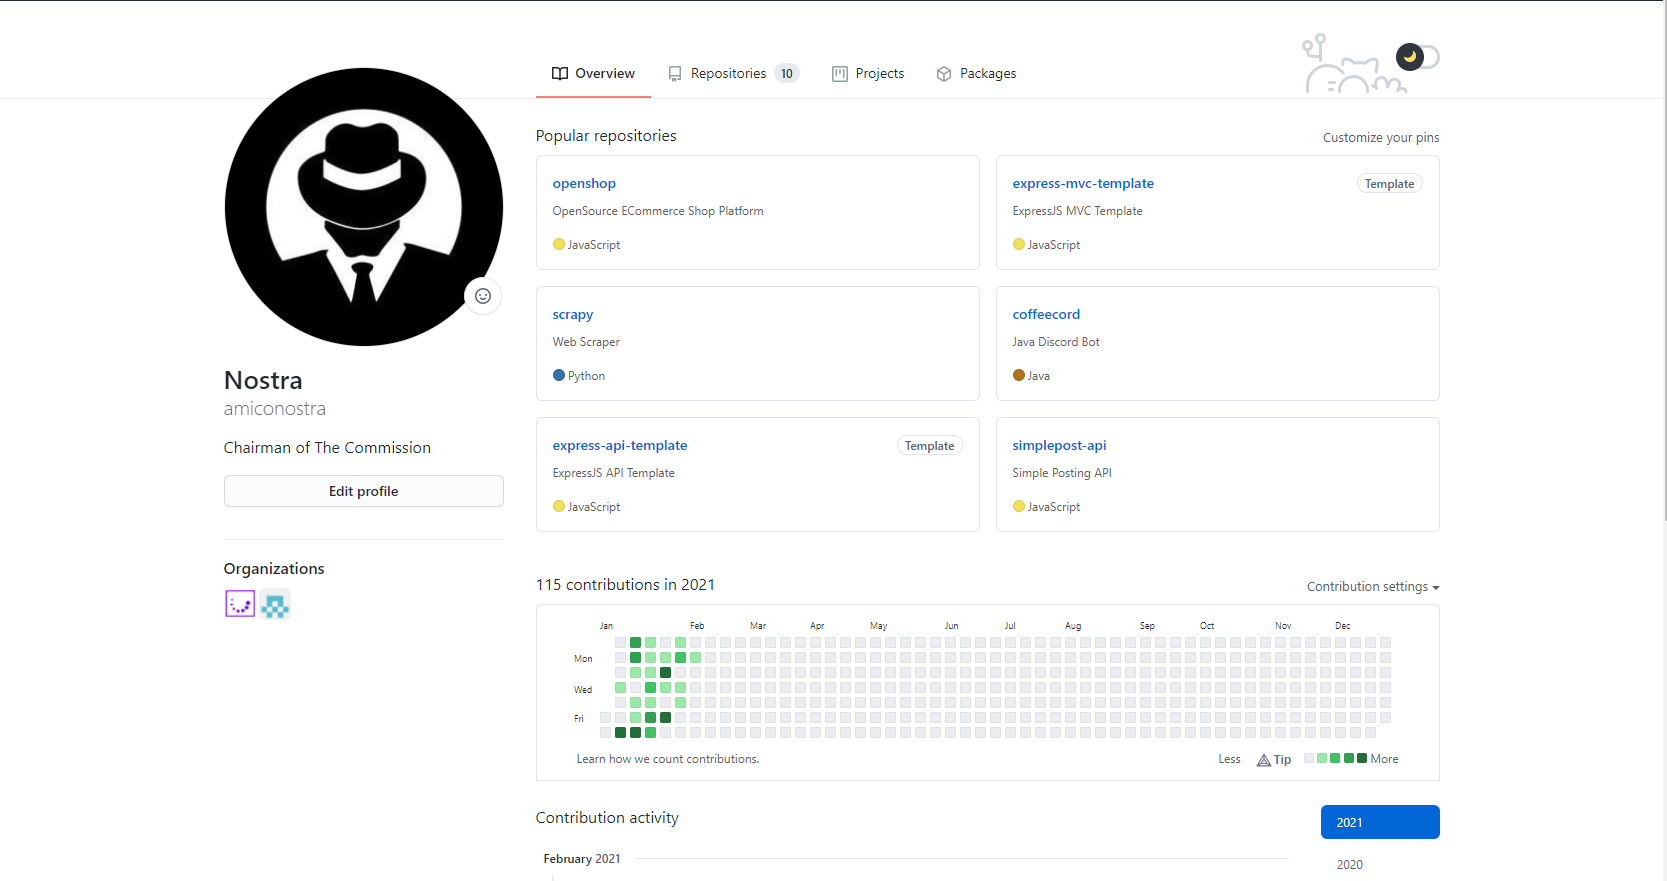 Overview Repositories 10 Projects Packages
Nostra
amiconostra
Chairman of The Commission
Edit profile
Organizations
Popular repositories
Customize your pins
openshop
OpenSource ECommerce Shop Platform
JavaScript
express-mvc-template Template
ExpressJS MVC Template
JavaScript
scrapy
Web Scraper
Python
coffeecord
Java Discord Bot
Java
express-api-template Template
ExpressJS API Template
JavaScript
simplepost-api
Simple Posting API
JavaScript
115 contributions in 2021
Contribution settings
Jan Feb Mar Apr May Jun Jul Aug Sep Oct Nov Dec
Mon
Wed
Fri
Learn how we count contributions.
Less Tip More
Contribution activity
2021
2020
February 2021